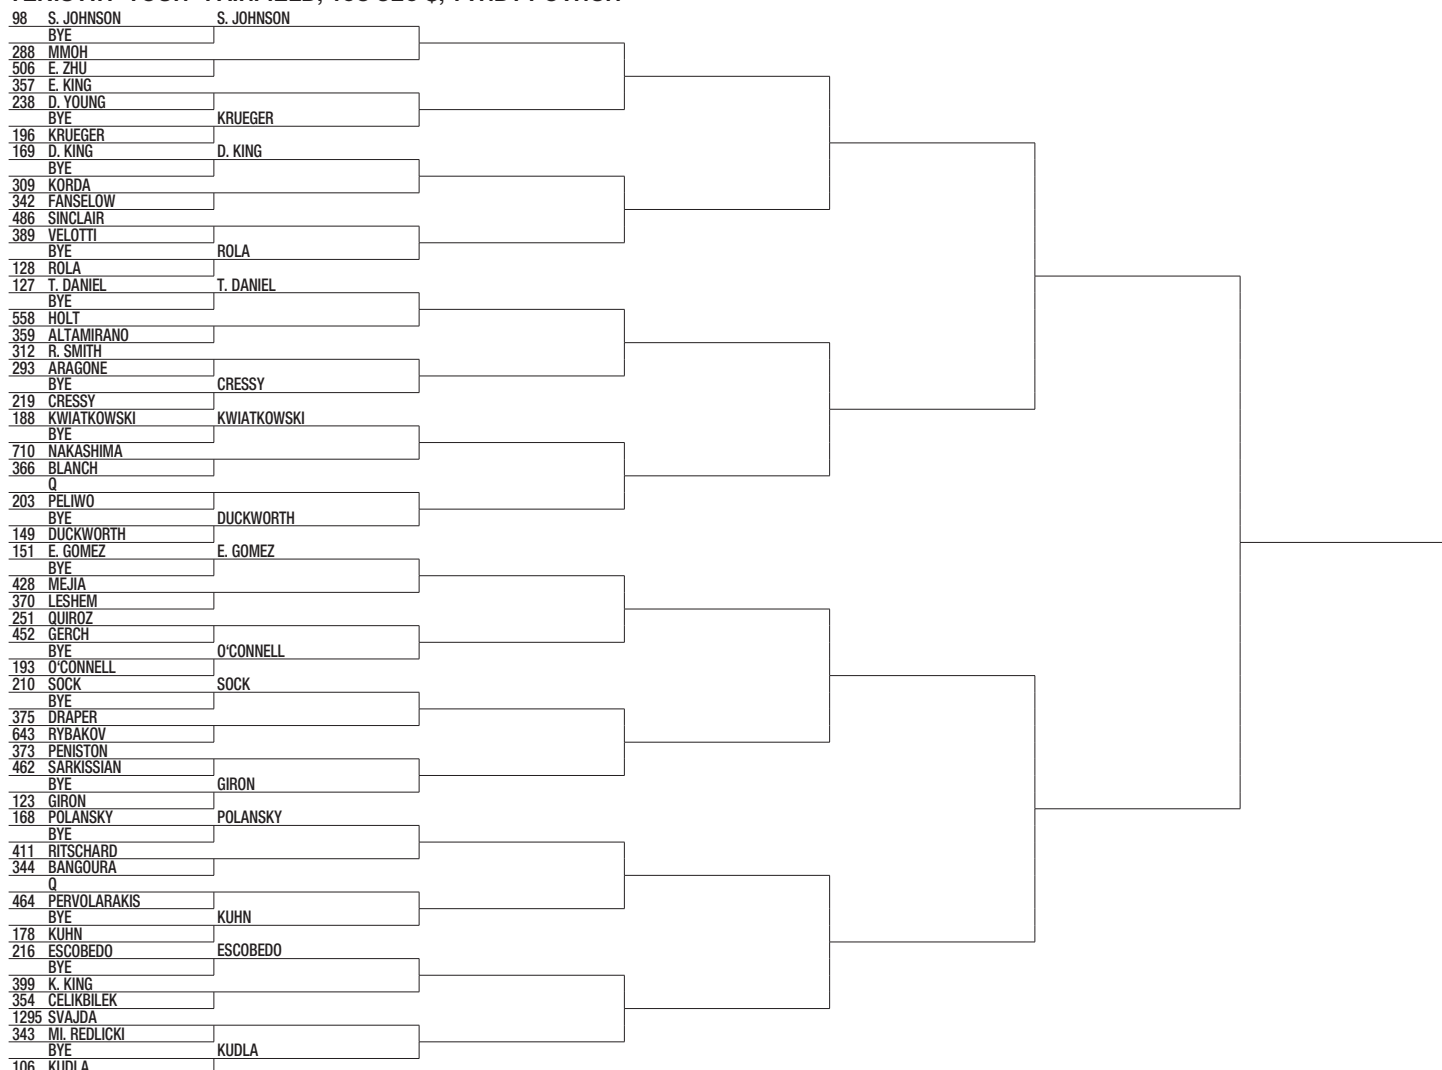 98 S. JOHNSON S. JOHNSON
BYE
288 MMOH
506 E. ZHU
357 E. KING
238 D. YOUNG
BYE KRUEGER
196 KRUEGER
169 D. KING D. KING
BYE
309 KORDA
342 FANSELOW
486 SINCLAIR
389 VELOTTI
BYE ROLA
128 ROLA
127 T. DANIEL T. DANIEL
BYE
558 HOLT
359 ALTAMIRANO
312 R. SMITH
293 ARAGONE
BYE CRESSY
219 CRESSY
188 KWIATKOWSKI KWIATKOWSKI
BYE
710 NAKASHIMA
366 BLANCH
Q
203 PELIWO
BYE DUCKWORTH
149 DUCKWORTH
151 E. GOMEZ E. GOMEZ
BYE
428 MEJIA
370 LESHEM
251 QUIROZ
452 GERCH
BYE O'CONNELL
193 O'CONNELL
210 SOCK SOCK
BYE
375 DRAPER
643 RYBAKOV
373 PENISTON
462 SARKISSIAN
BYE GIRON
123 GIRON
168 POLANSKY POLANSKY
BYE
411 RITSCHARD
344 BANGOURA
Q
464 PERVOLARAKIS
BYE KUHN
178 KUHN
216 ESCOBEDO ESCOBEDO
BYE
399 K. KING
354 CELIKBILEK
1295 SVAJDA
343 MI. REDLICKI
BYE KUDLA
106 KUDLA